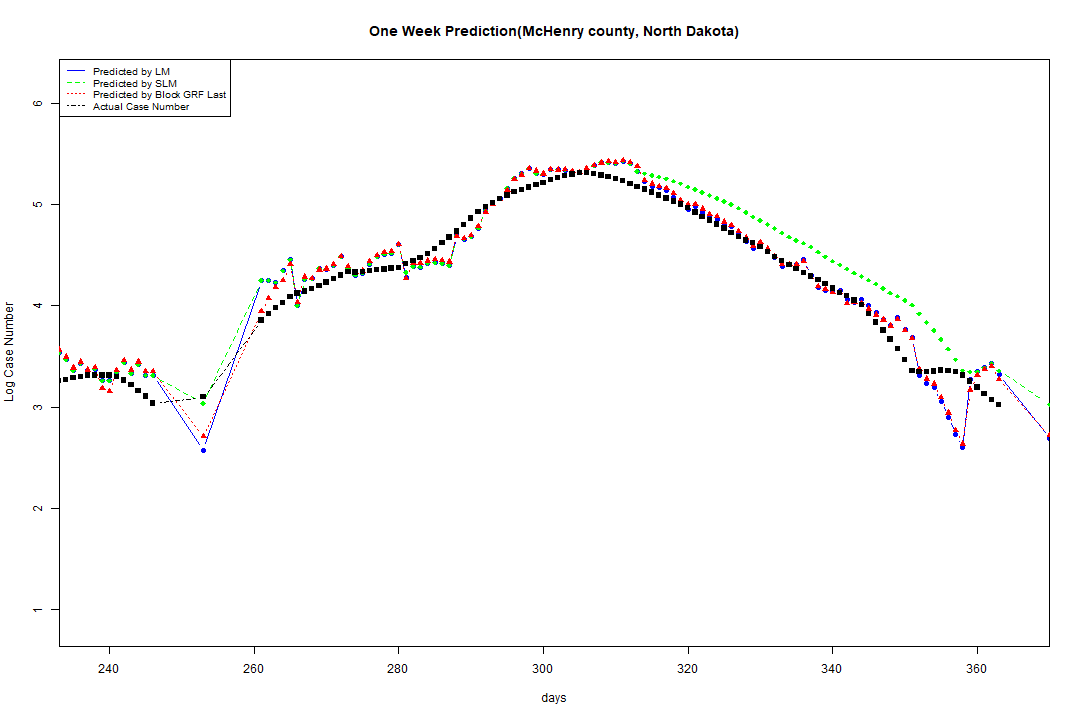 One Week Prediction(McHenry county, North Dakota)
Predicted by LM
Predicted by SLM
Predicted by Block GRF Last
Actual Case Number
Log Case Number
6
5
4
3
2
1
240 260 280 300 320 340 360
days